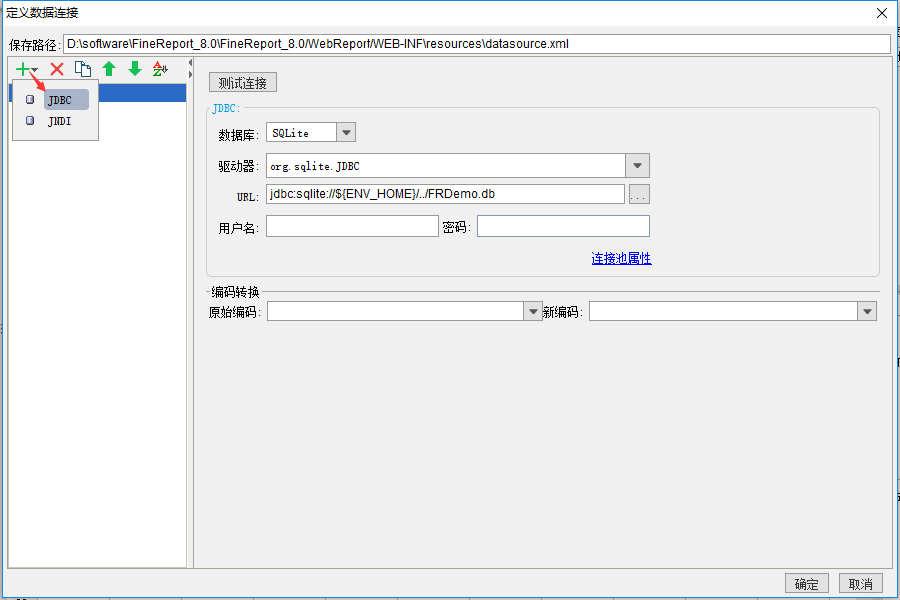 定义数据连接
保存路径: D:\software\FineReport_8.0\FineReport_8.0/WebReport/WEB-INF\resources\datasource.xml
JDBC
JNDI
测试连接
JDBC:
数据库: SQLite
驱动器: org.sqlite.JDBC
URL: jdbc:sqlite://${ENV_HOME}/../FRDemo.db ...
用户名: 密码:
连接池属性
编码转换
原始编码: 新编码:
确定 取消